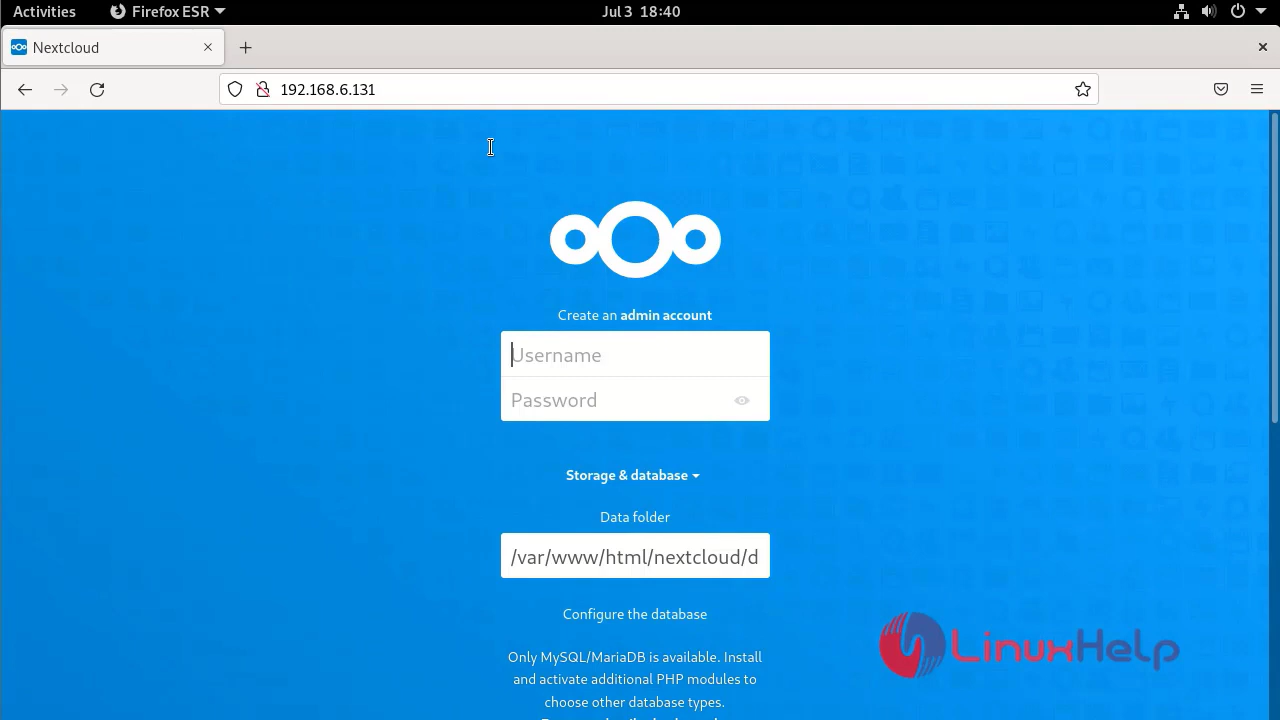 Activities
Firefox ESR
Jul 3 18:40
Nextcloud
192.168.6.131
Create an admin account
Username
Password
Storage & database
Data folder
/var/www/html/nextcloud/d
Configure the database
Only MySQL/MariaDB is available. Install
and activate additional PHP modules to
choose other database types.
LinuxHelp